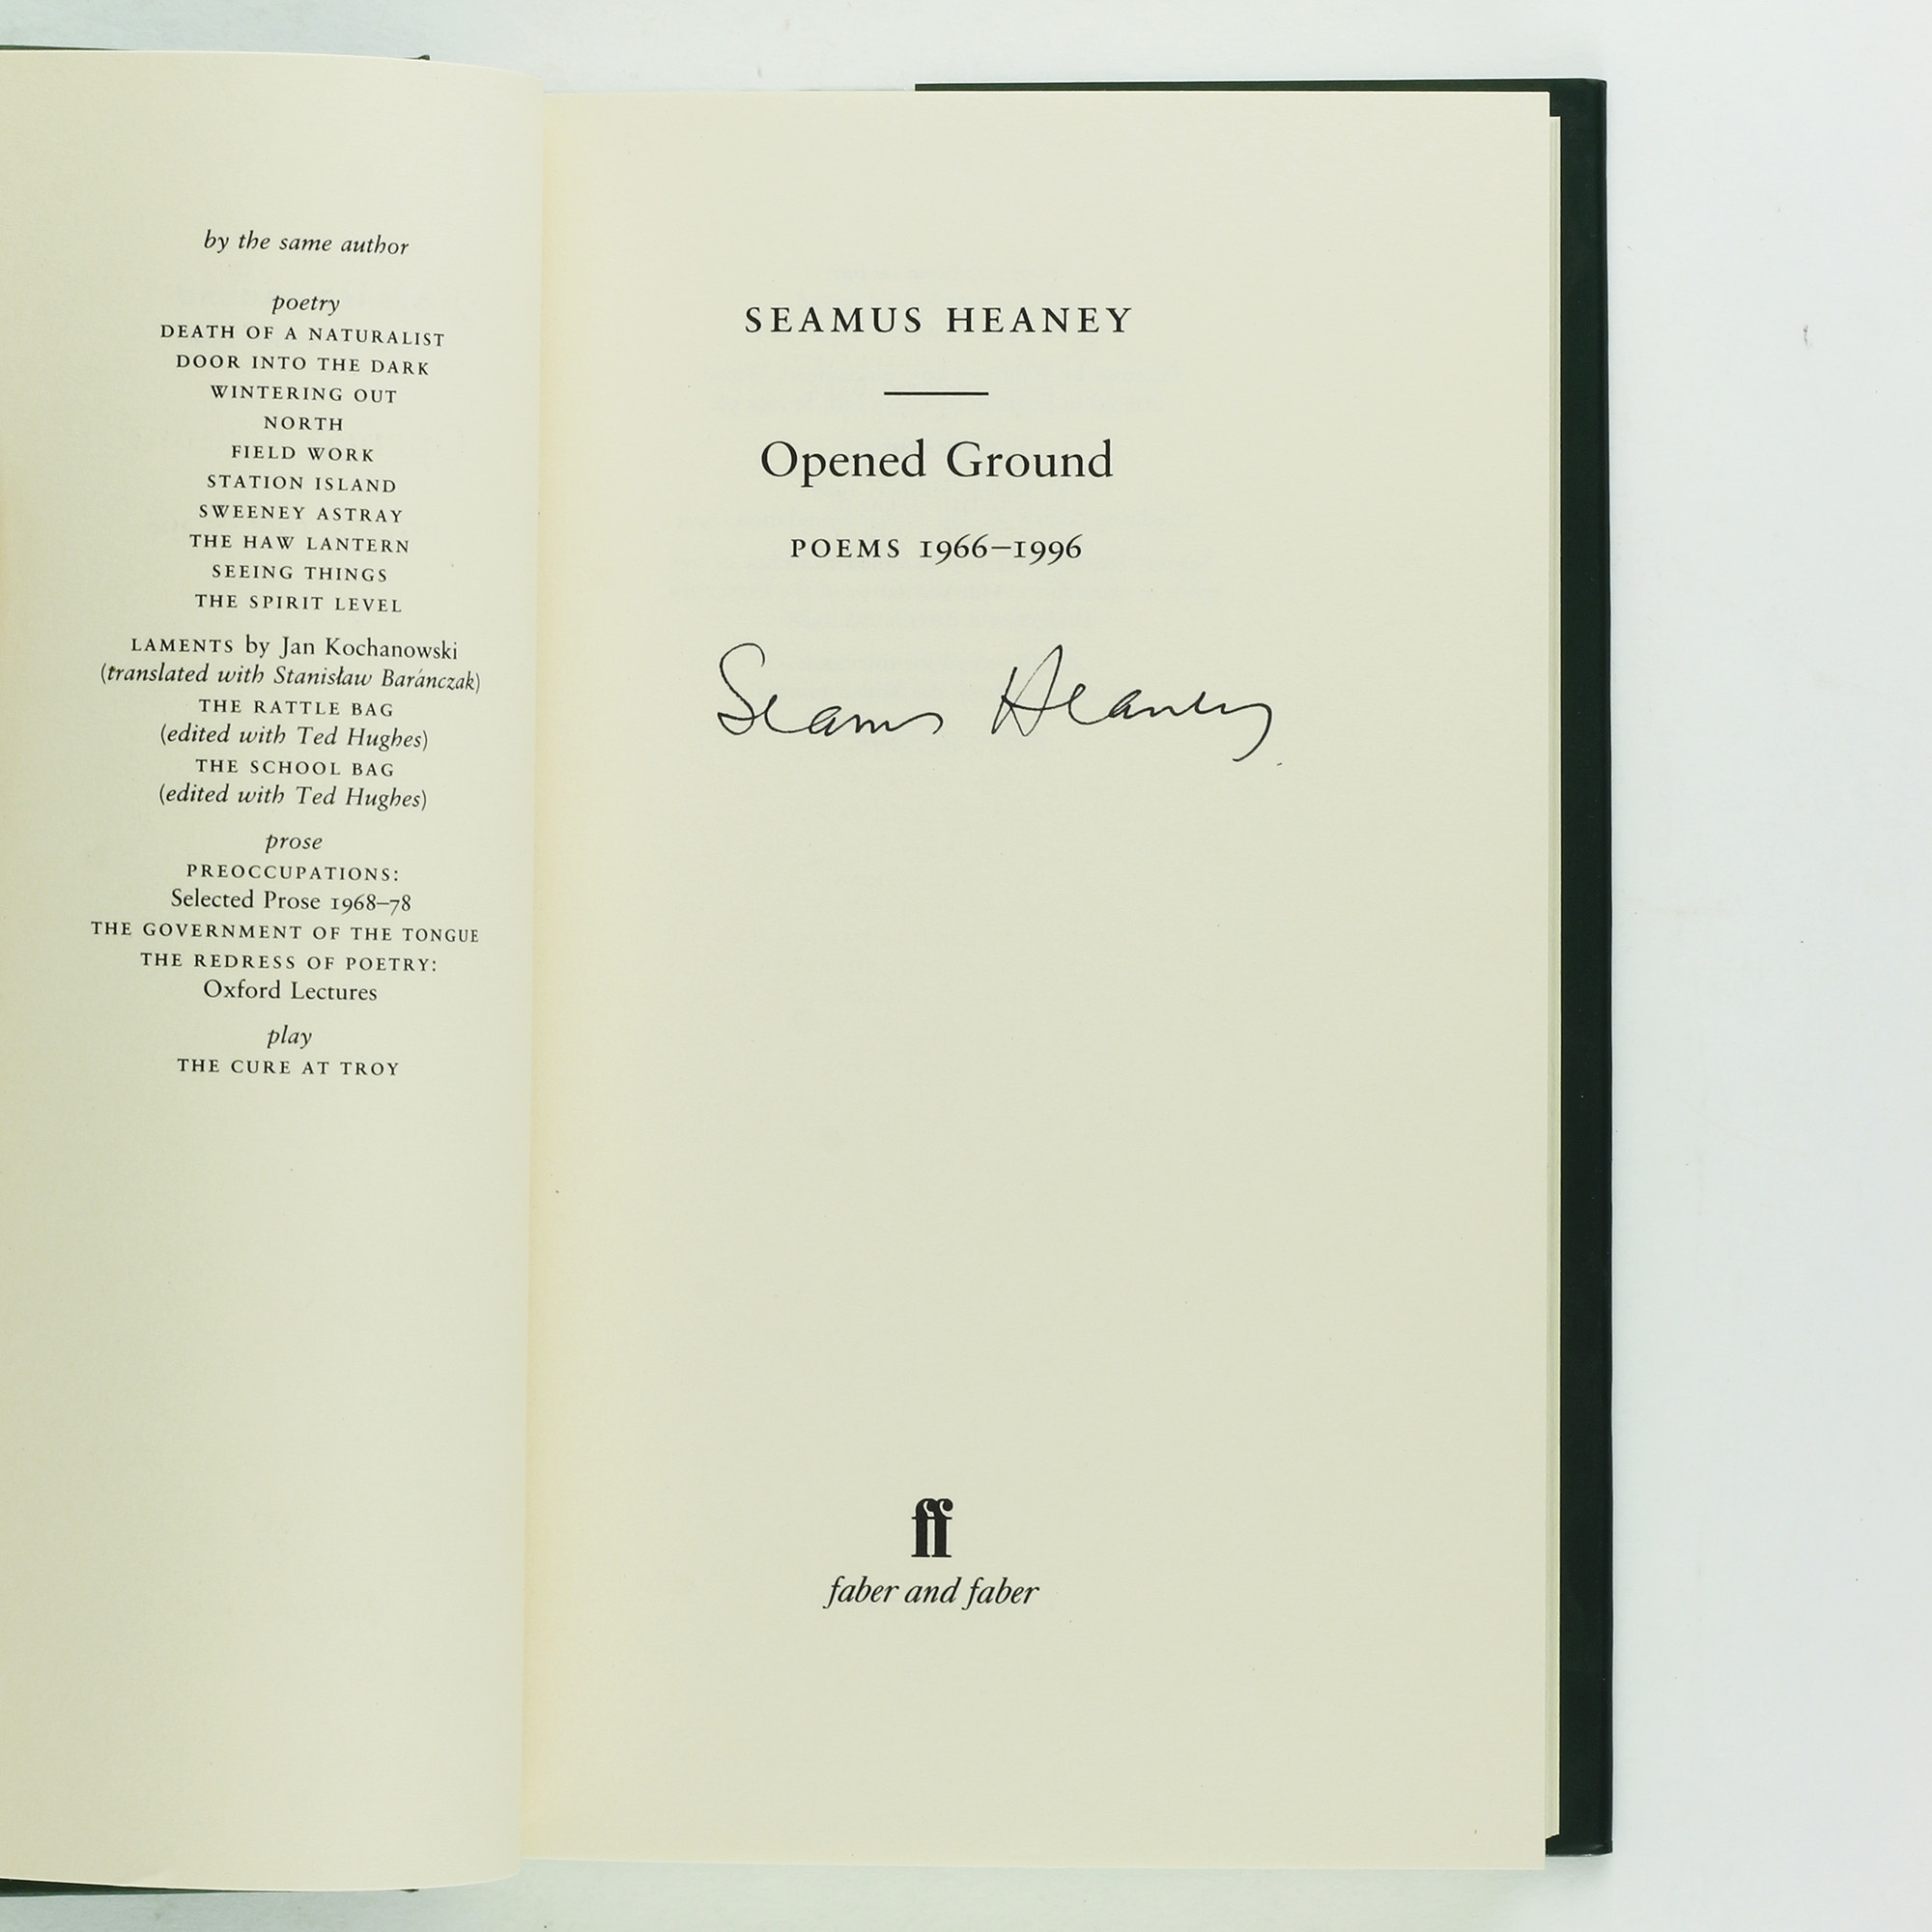 by the same author
poetry
DEATH OF A NATURALIST
DOOR INTO THE DARK
WINTERING OUT
NORTH
FIELD WORK
STATION ISLAND
SWEENEY ASTRAY
THE HAW LANTERN
SEEING THINGS
THE SPIRIT LEVEL
LAMENTS by Jan Kochanowski
(translated with Stanisław Baránczak)
THE RATTLE BAG
(edited with Ted Hughes)
THE SCHOOL BAG
(edited with Ted Hughes)
prose
PREOCCUPATIONS:
Selected Prose 1968–78
THE GOVERNMENT OF THE TONGUE
THE REDRESS OF POETRY:
Oxford Lectures
play
THE CURE AT TROY
SEAMUS HEANEY
Opened Ground
POEMS 1966–1996
Seamus Heaney
ff
faber and faber